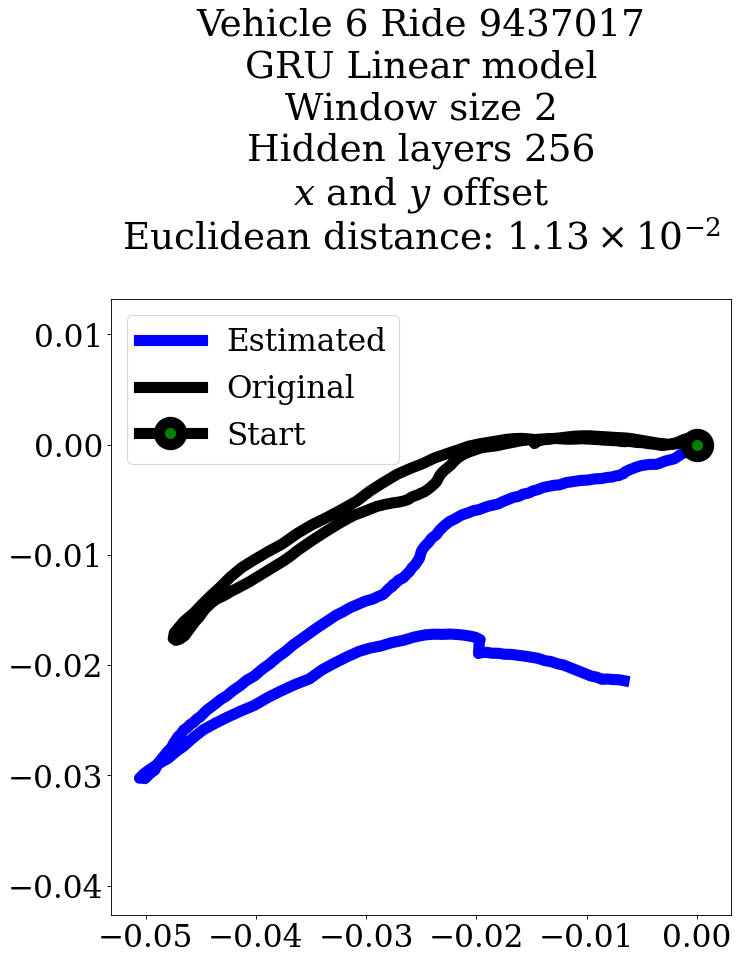 Vehicle 6 Ride 9437017
GRU Linear model
Window size 2
Hidden layers 256
x and y offset
Euclidean distance: 1.13 × 10⁻²
Estimated
Original
Start
0.01
0.00
−0.01
−0.02
−0.03
−0.04
−0.05 −0.04 −0.03 −0.02 −0.01 0.00